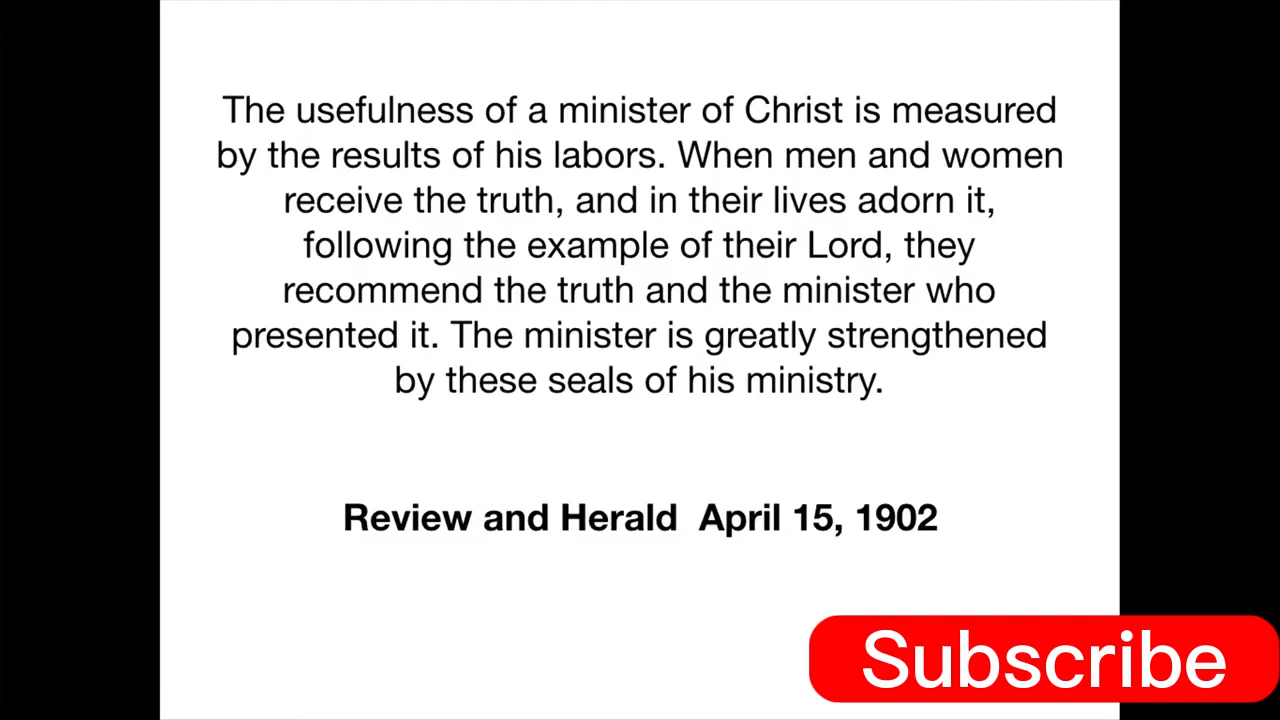 The usefulness of a minister of Christ is measured
by the results of his labors. When men and women
receive the truth, and in their lives adorn it,
following the example of their Lord, they
recommend the truth and the minister who
presented it. The minister is greatly strengthened
by these seals of his ministry.
Review and Herald  April 15, 1902
Subscribe